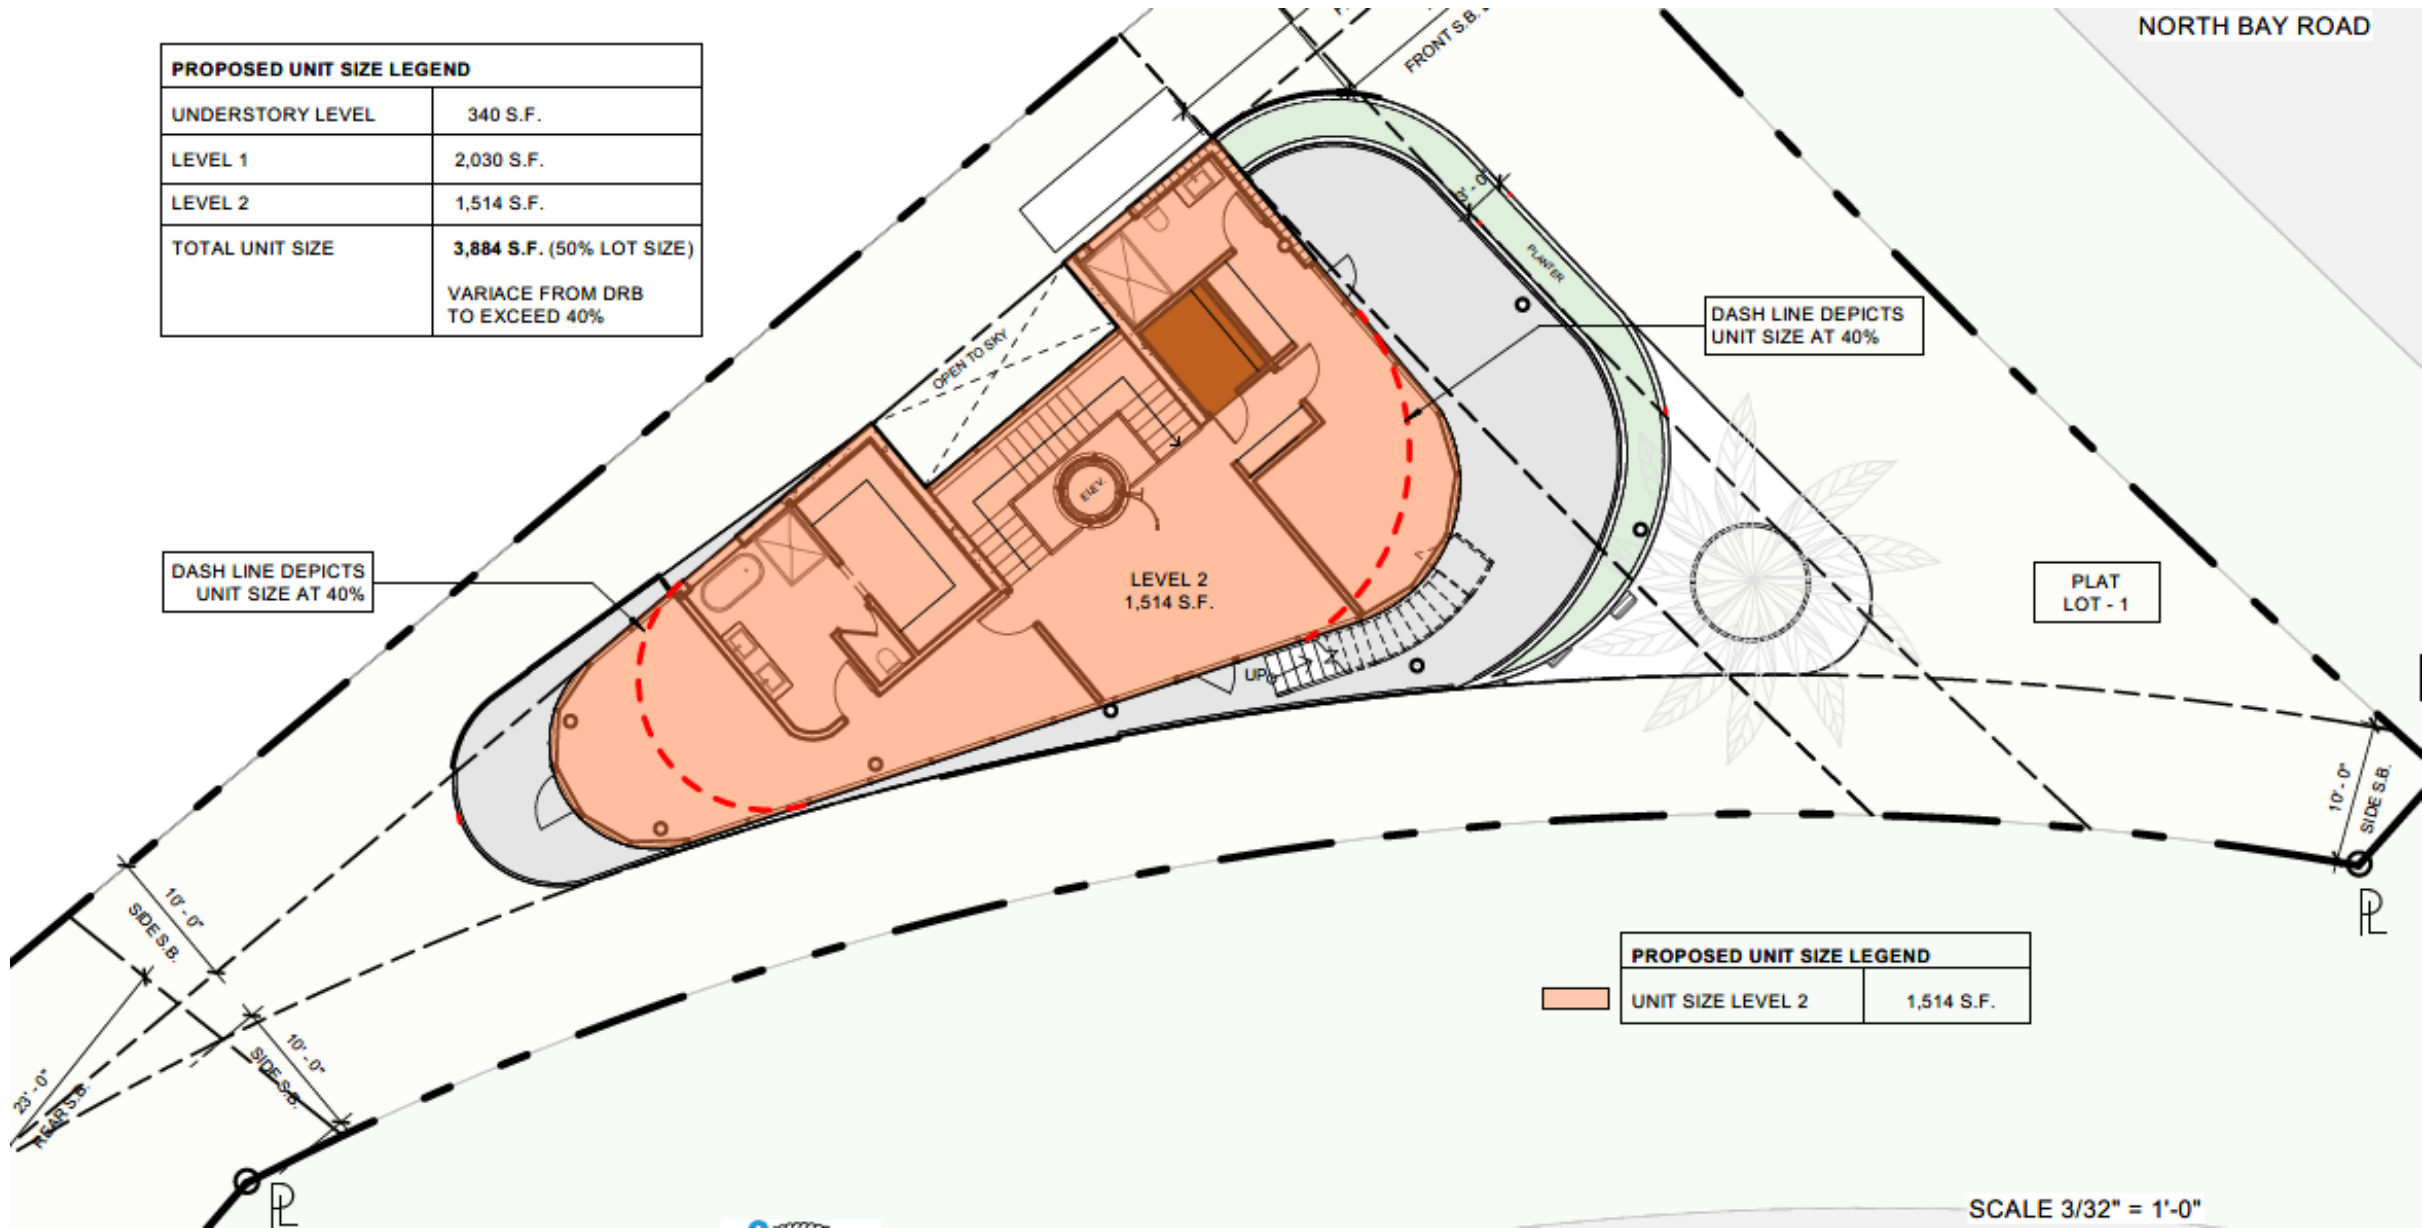 NORTH BAY ROAD
PROPOSED UNIT SIZE LEGEND
UNDERSTORY LEVEL 340 S.F.
LEVEL 1 2,030 S.F.
LEVEL 2 1,514 S.F.
TOTAL UNIT SIZE 3,884 S.F. (50% LOT SIZE)
VARIACE FROM DRB
TO EXCEED 40%
FRONT S.B.
3'-0"
PLANTER
DASH LINE DEPICTS
UNIT SIZE AT 40%
OPEN TO SKY
ELEV.
DASH LINE DEPICTS
UNIT SIZE AT 40%
LEVEL 2
1,514 S.F.
PLAT
LOT - 1
UP
10'-0"
SIDE S.B.
10'-0"
SIDE S.B.
PL
PROPOSED UNIT SIZE LEGEND
UNIT SIZE LEVEL 2 1,514 S.F.
10'-0"
SIDE S.B.
23'-0"
REAR S.B.
PL
SCALE 3/32" = 1'-0"